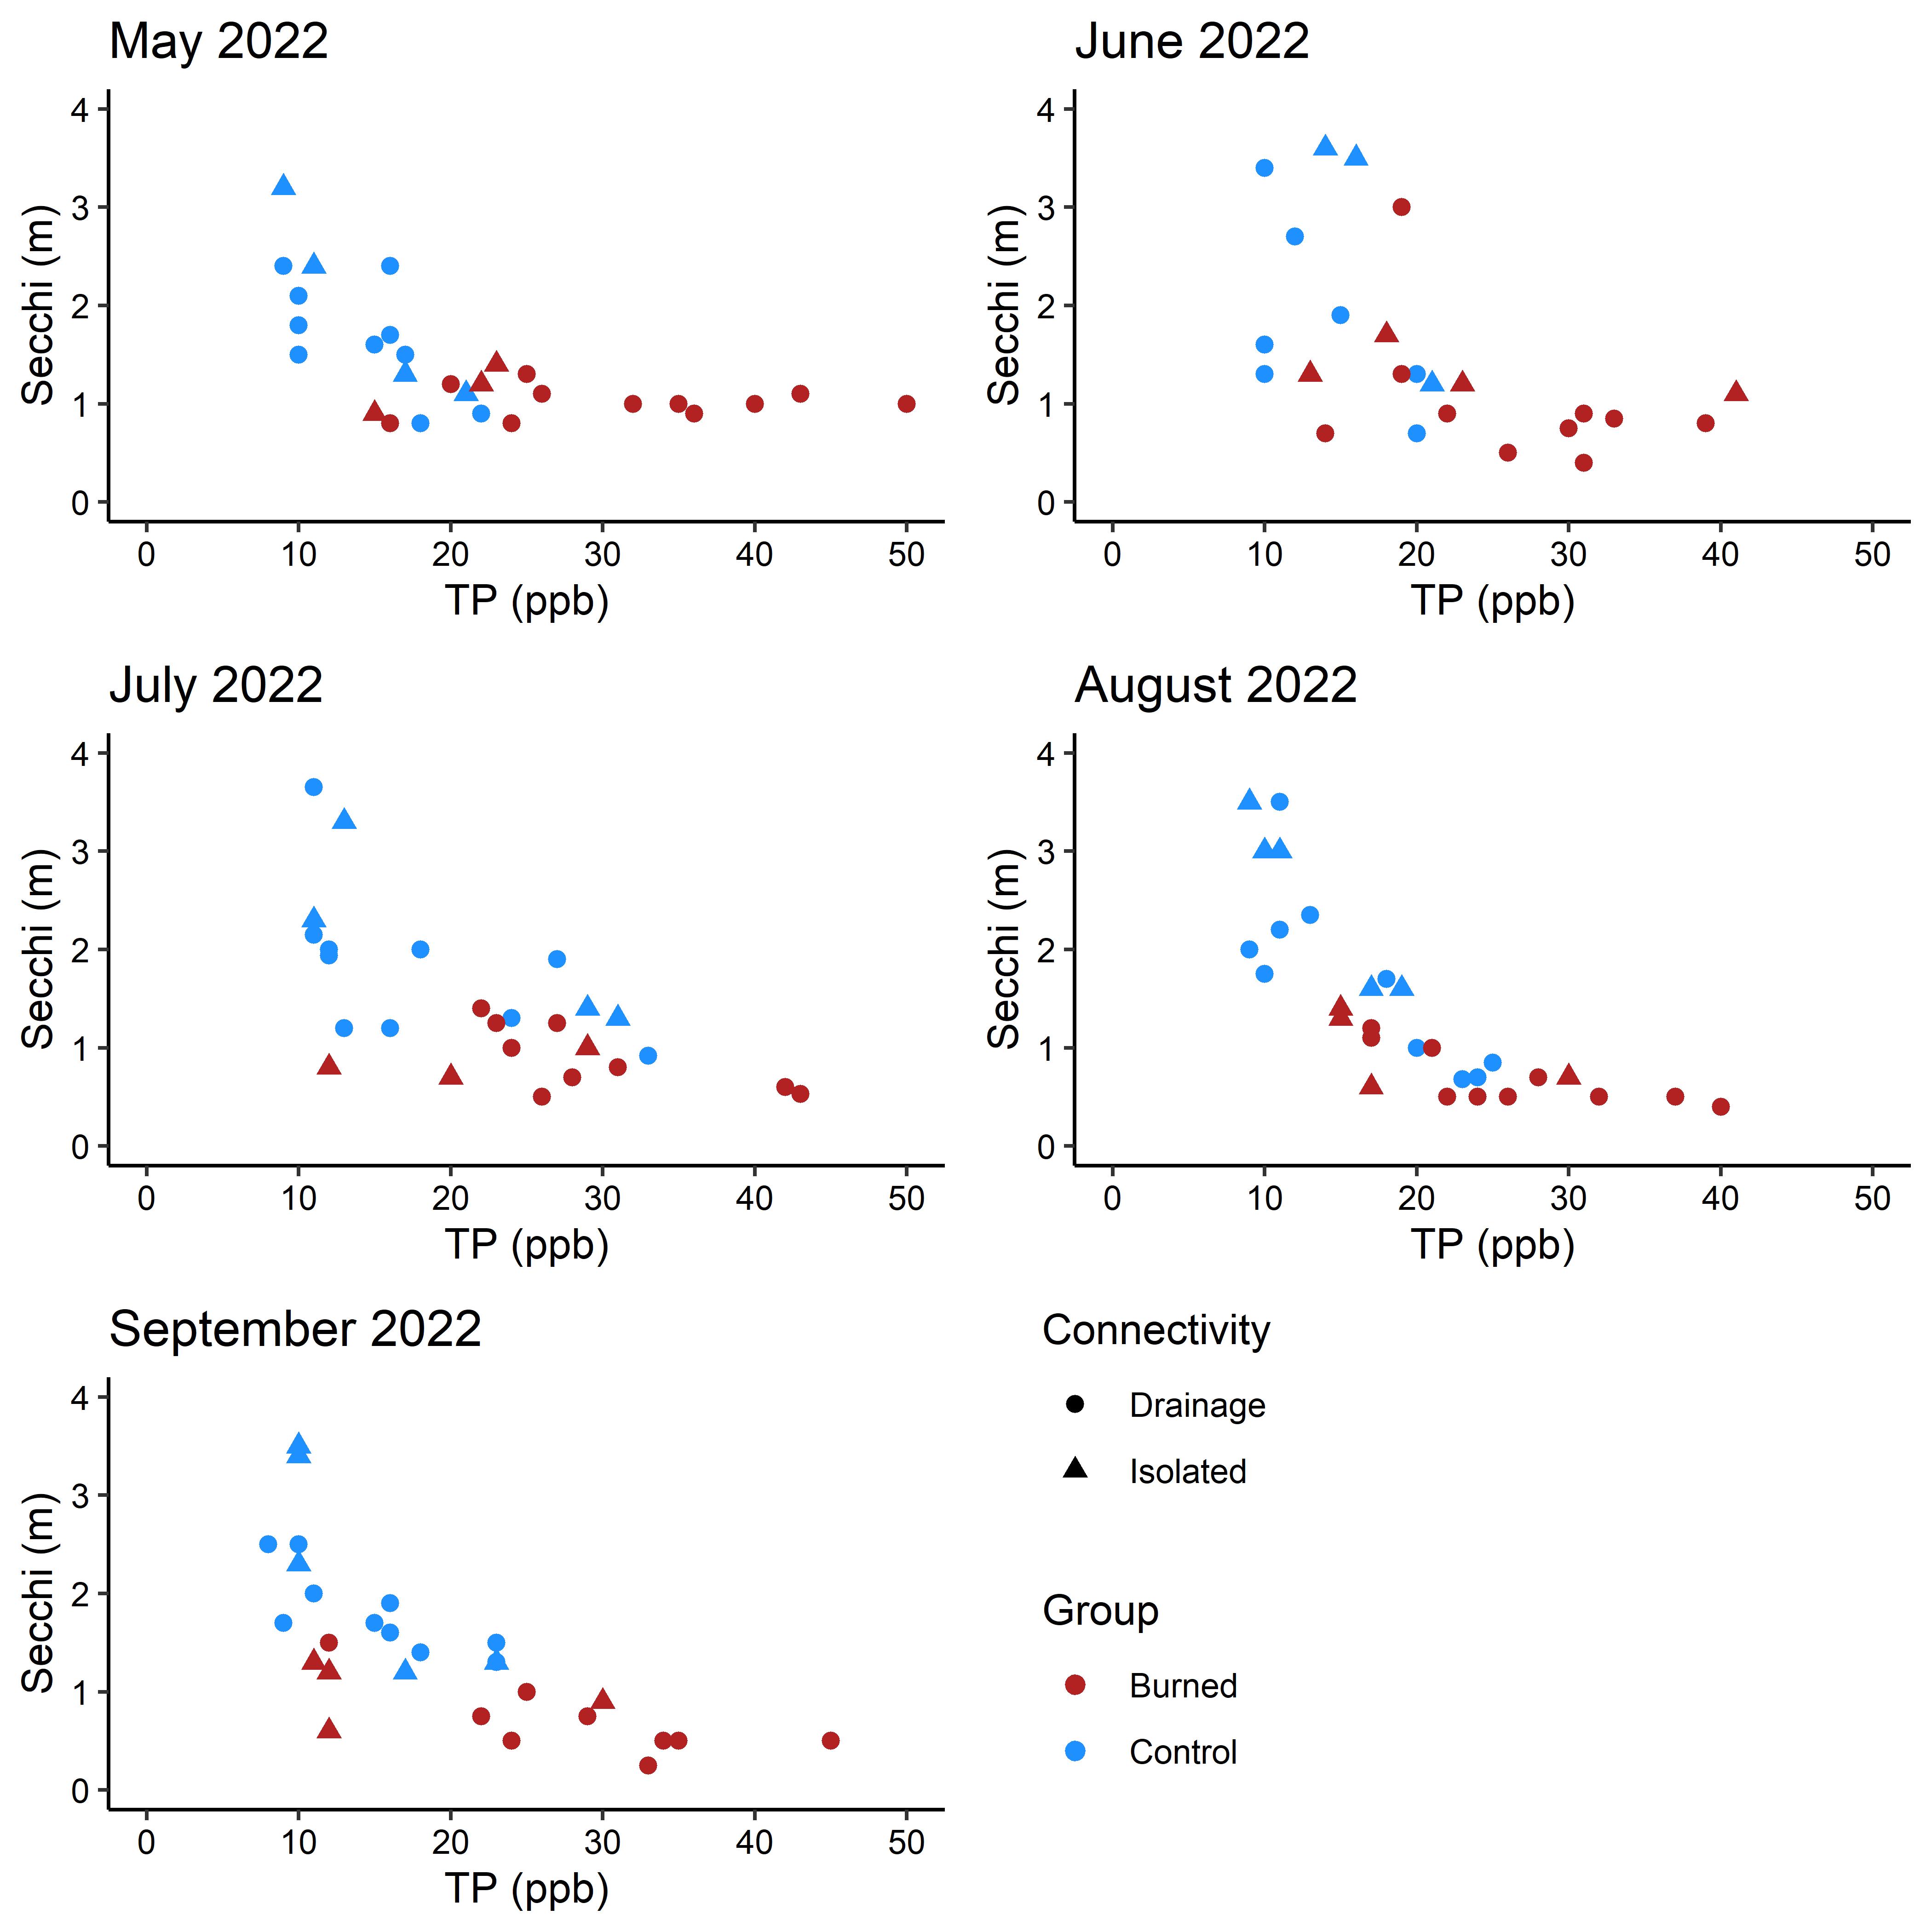 May 2022
4
3
2
1
0
Secchi (m)
0 10 20 30 40 50
TP (ppb)
June 2022
4
3
2
1
0
Secchi (m)
0 10 20 30 40 50
TP (ppb)
July 2022
4
3
2
1
0
Secchi (m)
0 10 20 30 40 50
TP (ppb)
August 2022
4
3
2
1
0
Secchi (m)
0 10 20 30 40 50
TP (ppb)
September 2022
4
3
2
1
0
Secchi (m)
0 10 20 30 40 50
TP (ppb)
Connectivity
Drainage
Isolated
Group
Burned
Control